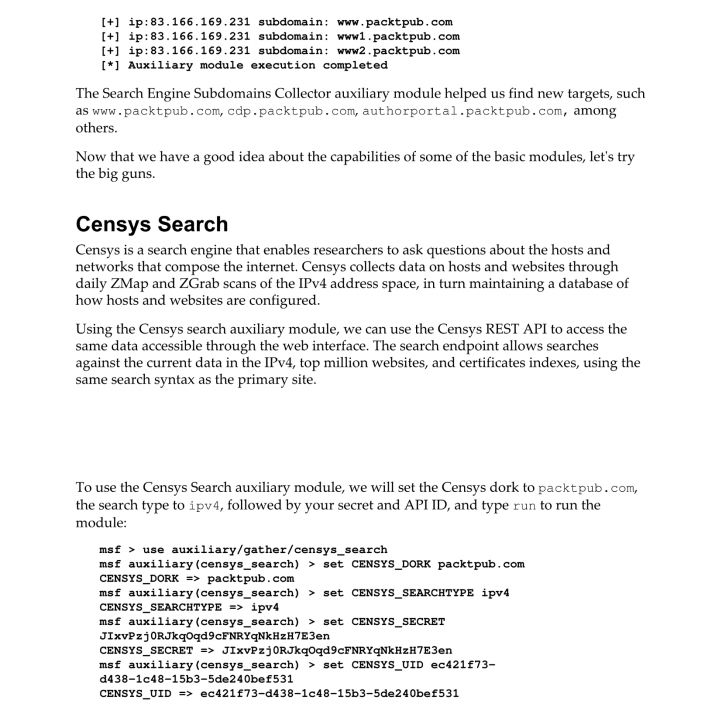 [+] ip:83.166.169.231 subdomain: www.packtpub.com
[+] ip:83.166.169.231 subdomain: www1.packtpub.com
[+] ip:83.166.169.231 subdomain: www2.packtpub.com
[*] Auxiliary module execution completed
The Search Engine Subdomains Collector auxiliary module helped us find new targets, such
as www.packtpub.com, cdp.packtpub.com, authorportal.packtpub.com, among
others.
Now that we have a good idea about the capabilities of some of the basic modules, let's try
the big guns.
Censys Search
Censys is a search engine that enables researchers to ask questions about the hosts and
networks that compose the internet. Censys collects data on hosts and websites through
daily ZMap and ZGrab scans of the IPv4 address space, in turn maintaining a database of
how hosts and websites are configured.
Using the Censys search auxiliary module, we can use the Censys REST API to access the
same data accessible through the web interface. The search endpoint allows searches
against the current data in the IPv4, top million websites, and certificates indexes, using the
same search syntax as the primary site.
To use the Censys Search auxiliary module, we will set the Censys dork to packtpub.com,
the search type to ipv4, followed by your secret and API ID, and type run to run the
module:
msf > use auxiliary/gather/censys_search
msf auxiliary(censys_search) > set CENSYS_DORK packtpub.com
CENSYS_DORK => packtpub.com
msf auxiliary(censys_search) > set CENSYS_SEARCHTYPE ipv4
CENSYS_SEARCHTYPE => ipv4
msf auxiliary(censys_search) > set CENSYS_SECRET
JIxvPzj0RJkqOqd9cFNRYqNkHzH7E3en
CENSYS_SECRET => JIxvPzj0RJkqOqd9cFNRYqNkHzH7E3en
msf auxiliary(censys_search) > set CENSYS_UID ec421f73-
d438-1c48-15b3-5de240bef531
CENSYS_UID => ec421f73-d438-1c48-15b3-5de240bef531